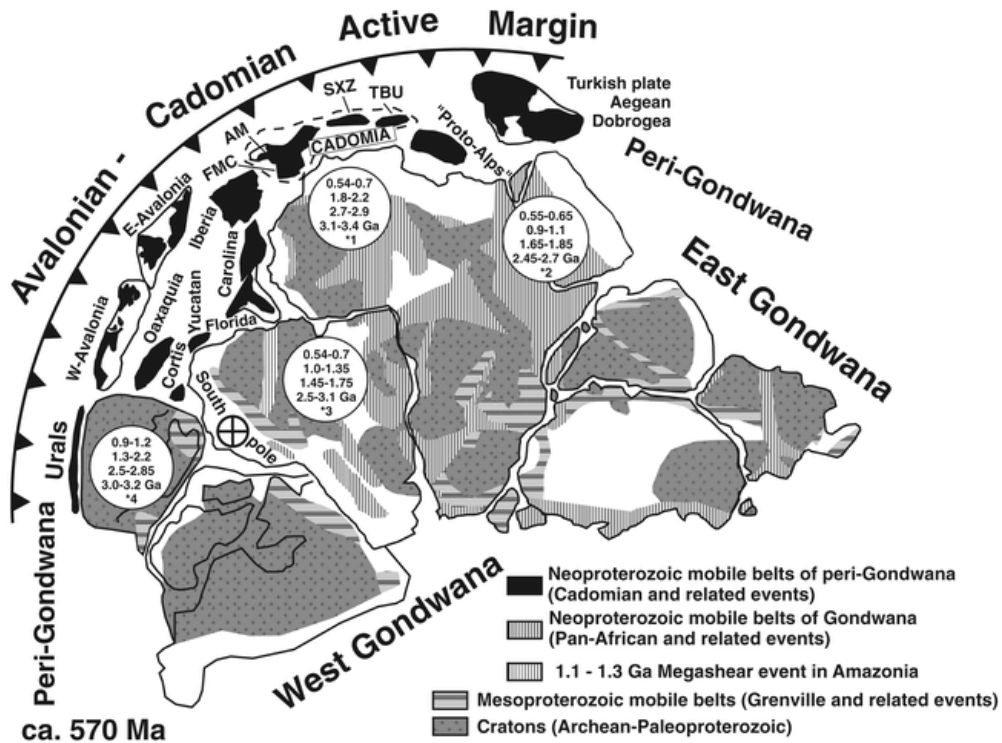 Avalonian - Cadomian Active Margin
SXZ
TBU
AM
FMC
CADOMIA
"Proto-Alps"
Turkish plate
Aegean
Dobrogea
Peri-Gondwana
East Gondwana
E-Avalonia
Iberia
Carolina
W-Avalonia
Oaxaquia
Yucatan
Cortis
Florida
0.54-0.7
1.8-2.2
2.7-2.9
3.1-3.4 Ga
*1
0.55-0.65
0.9-1.1
1.65-1.85
2.45-2.7 Ga
*2
0.54-0.7
1.0-1.35
1.45-1.75
2.5-3.1 Ga
*3
South pole
Urals
0.9-1.2
1.3-2.2
2.5-2.85
3.0-3.2 Ga
*4
Peri-Gondwana
West Gondwana
Neoproterozoic mobile belts of peri-Gondwana
(Cadomian and related events)
Neoproterozoic mobile belts of Gondwana
(Pan-African and related events)
1.1 - 1.3 Ga Megashear event in Amazonia
Mesoproterozoic mobile belts (Grenville and related events)
Cratons (Archean-Paleoproterozoic)
ca. 570 Ma